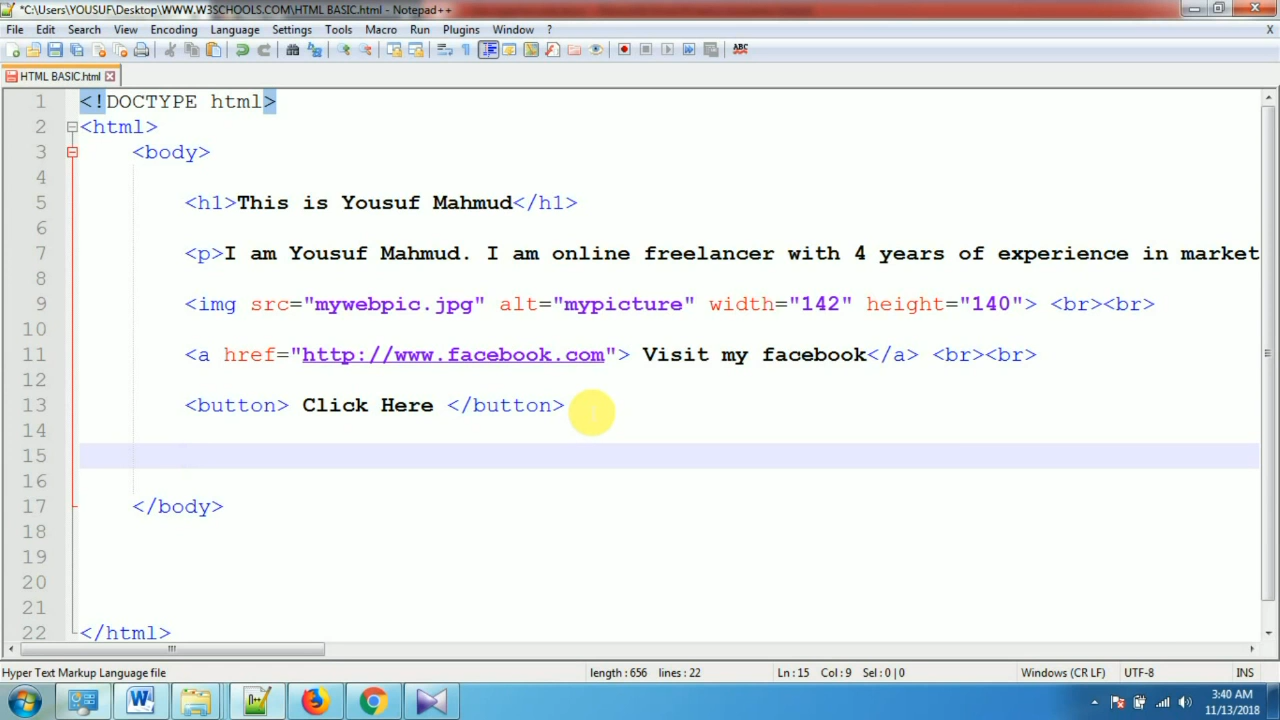 *C:\Users\YOUSUF\Desktop\WWW.W3SCHOOLS.COM\HTML BASIC.html - Notepad++
File Edit Search View Encoding Language Settings Tools Macro Run Plugins Window ? X
ABC
HTML BASIC.html
1 <!DOCTYPE html>
2 <html>
3 <body>
4
5 <h1>This is Yousuf Mahmud</h1>
6
7 <p>I am Yousuf Mahmud. I am online freelancer with 4 years of experience in market
8
9 <img src="mywebpic.jpg" alt="mypicture" width="142" height="140"> <br><br>
10
11 <a href="http://www.facebook.com"> Visit my facebook</a> <br><br>
12
13 <button> Click Here </button>
14
15
16
17 </body>
18
19
20
21
22 </html>
Hyper Text Markup Language file length : 656 lines : 22 Ln : 15 Col : 9 Sel : 0 | 0 Windows (CR LF) UTF-8 INS
3:40 AM
11/13/2018